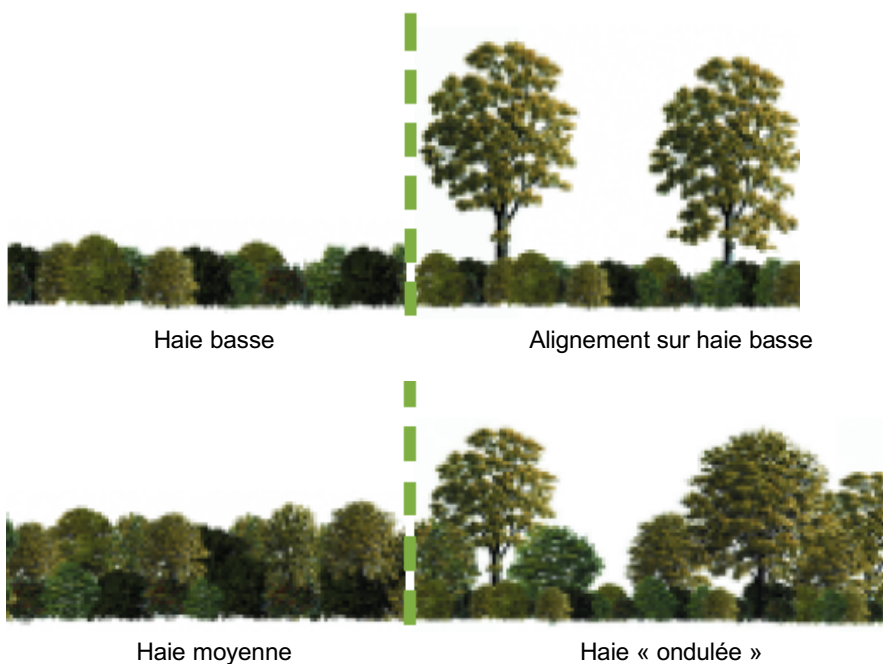 Haie basse
Alignement sur haie basse
Haie moyenne
Haie « ondulée »